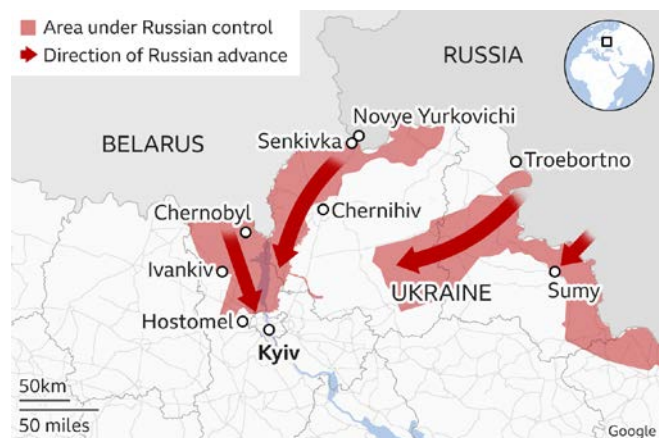 Area under Russian control
Direction of Russian advance
RUSSIA
Novye Yurkovichi
BELARUS
Senkivka
Troebortno
Chernobyl
Chernihiv
Ivankiv
UKRAINE
Sumy
Hostomel
Kyiv
50km
50 miles
Google